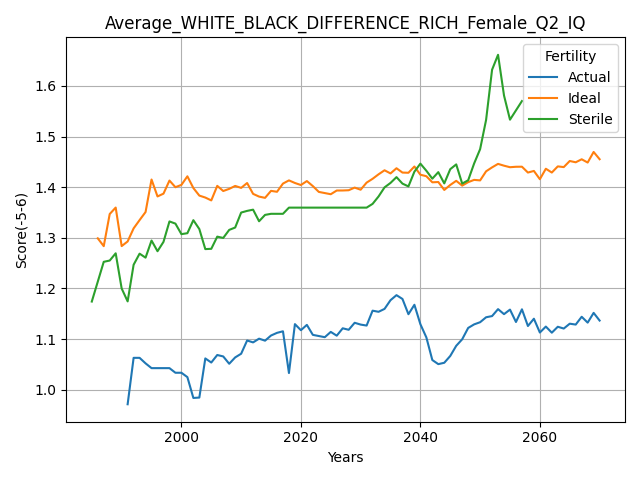 Average_WHITE_BLACK_DIFFERENCE_RICH_Female_Q2_IQ
Fertility
Actual
Ideal
Sterile
Score(-5-6)
1.6
1.5
1.4
1.3
1.2
1.1
1.0
2000 2020 2040 2060
Years